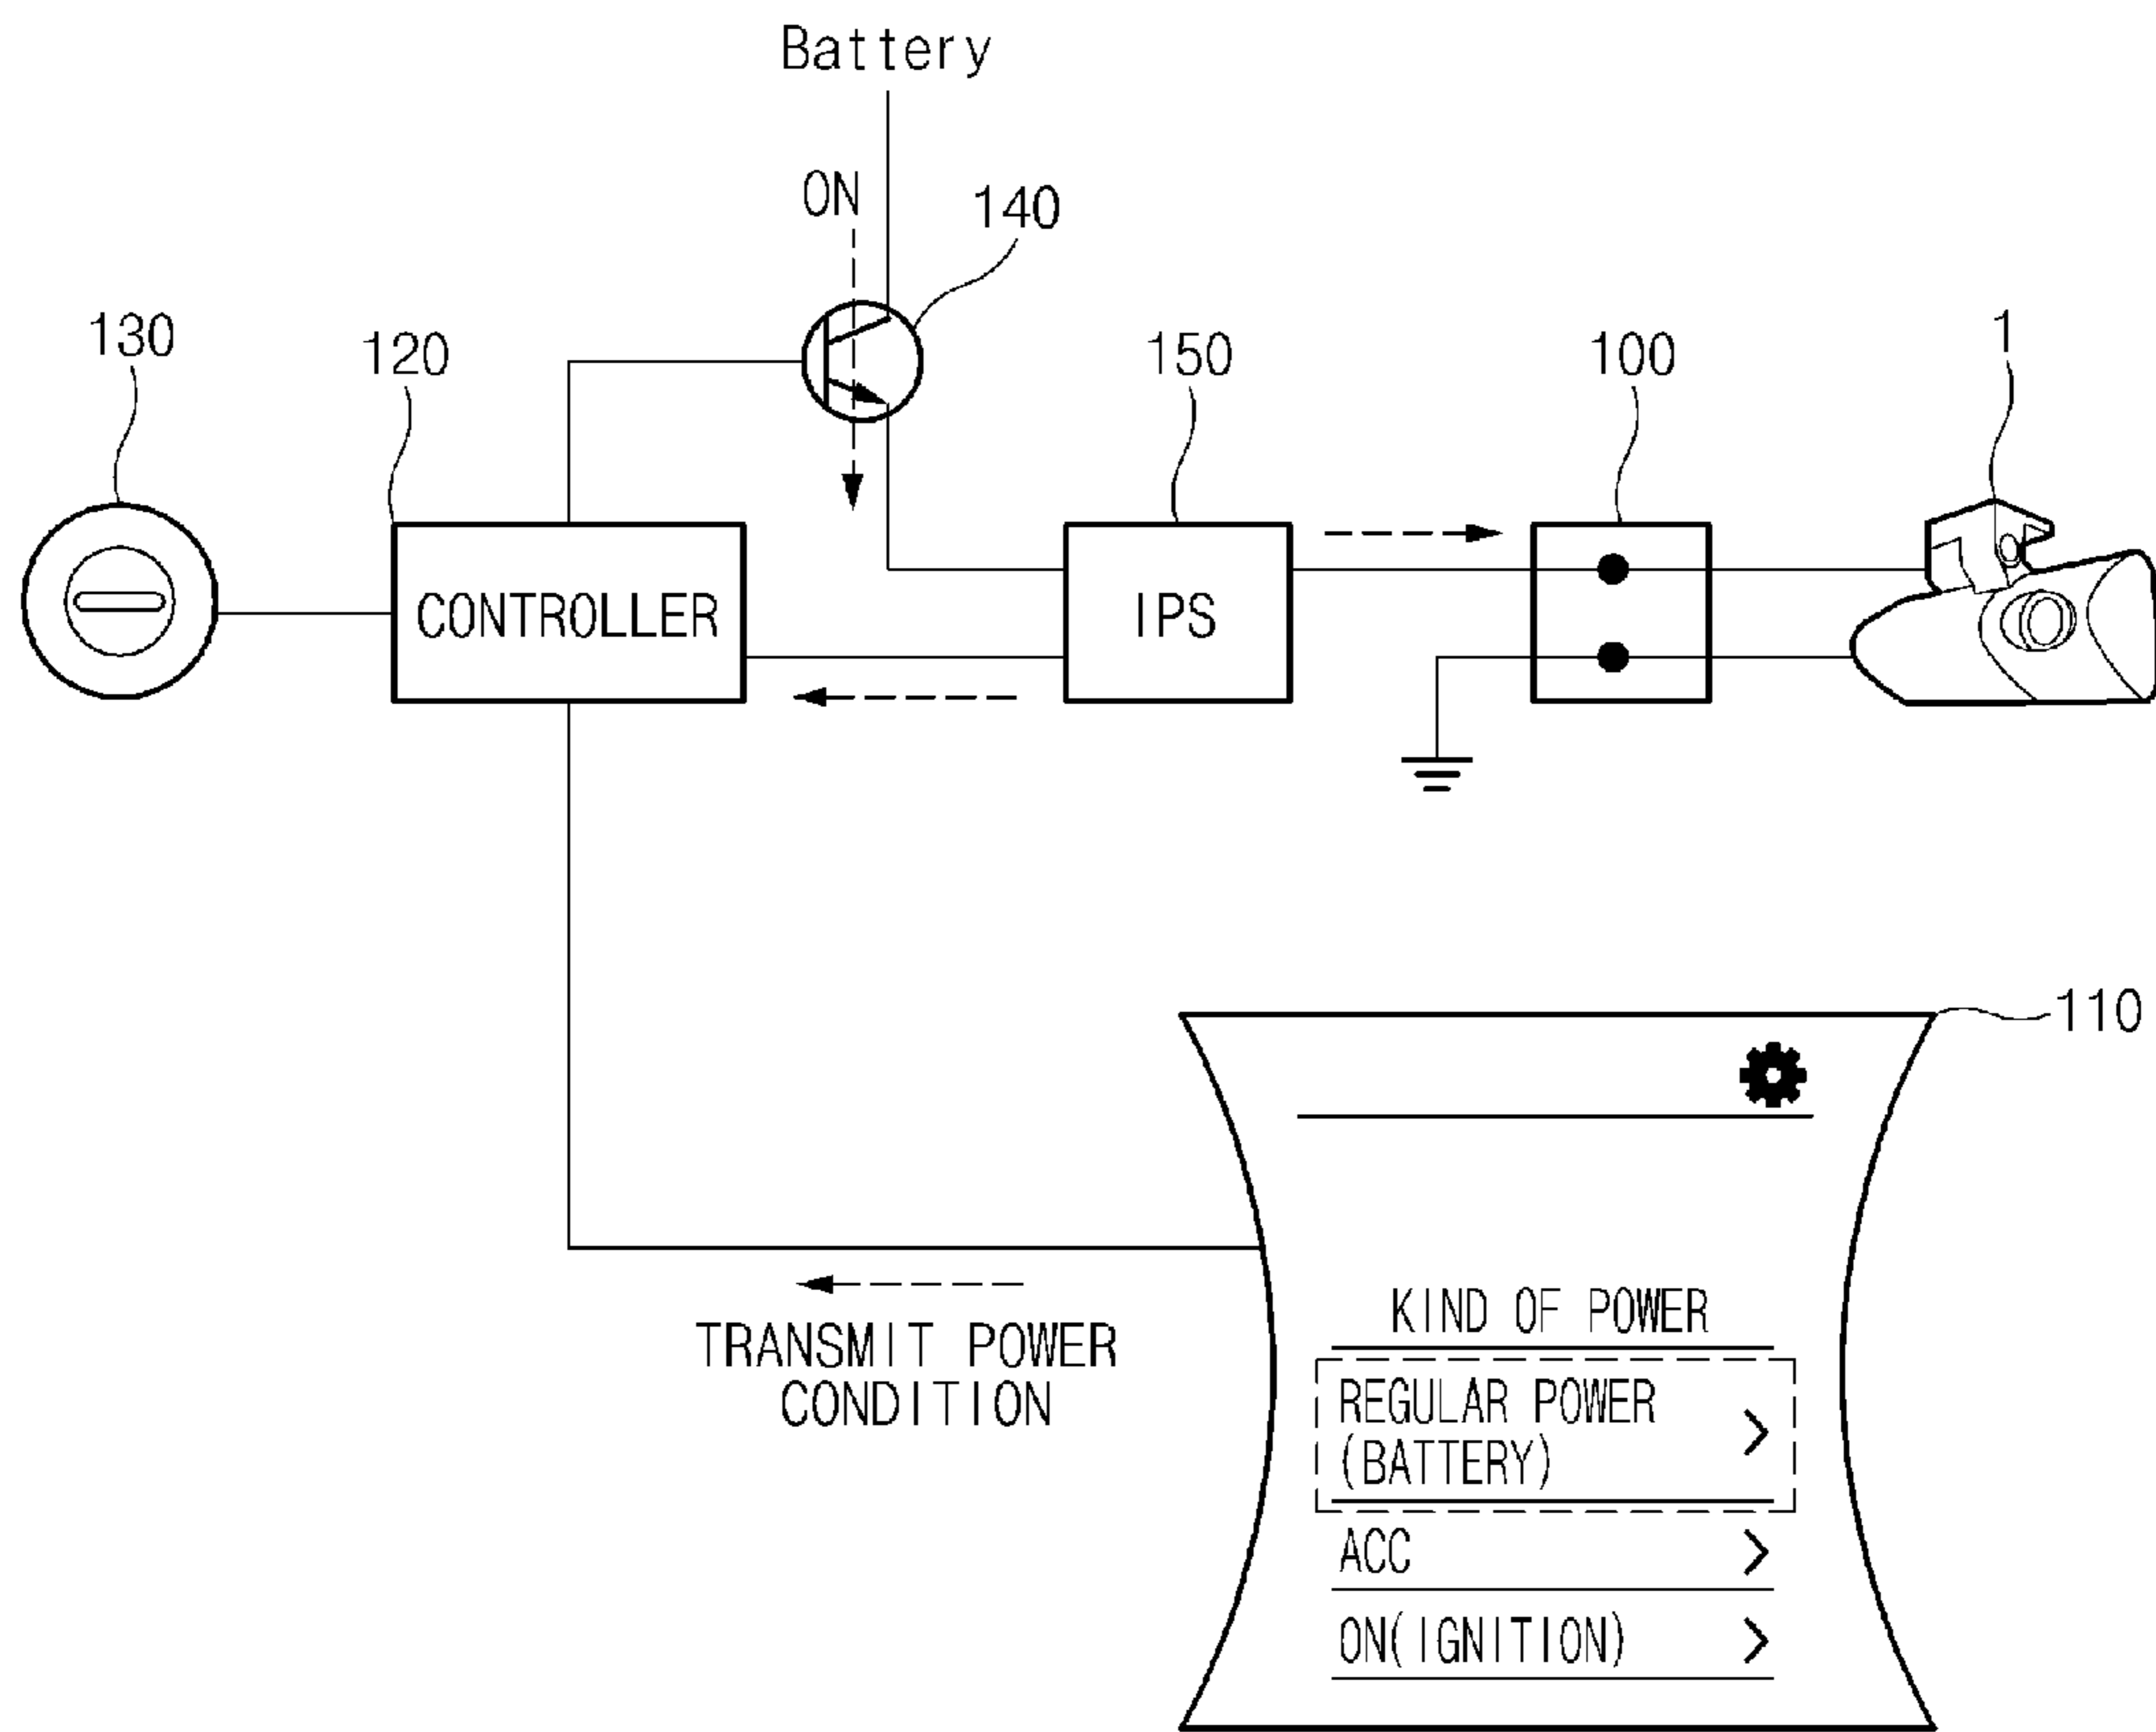 Battery
ON
140
130
120
150
100
1
CONTROLLER
IPS
110
KIND OF POWER
TRANSMIT POWER
CONDITION
REGULAR POWER
(BATTERY)
ACC
ON(IGNITION)